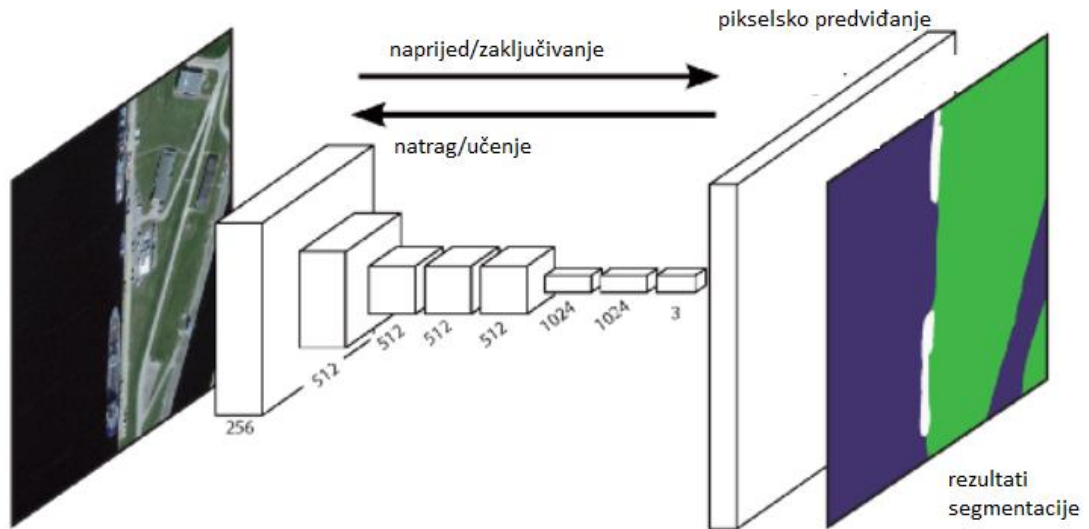 pikselsko predviđanje
naprijed/zaključivanje
natrag/učenje
256
512
512
512
512
1024
1024
3
rezultati
segmentacije